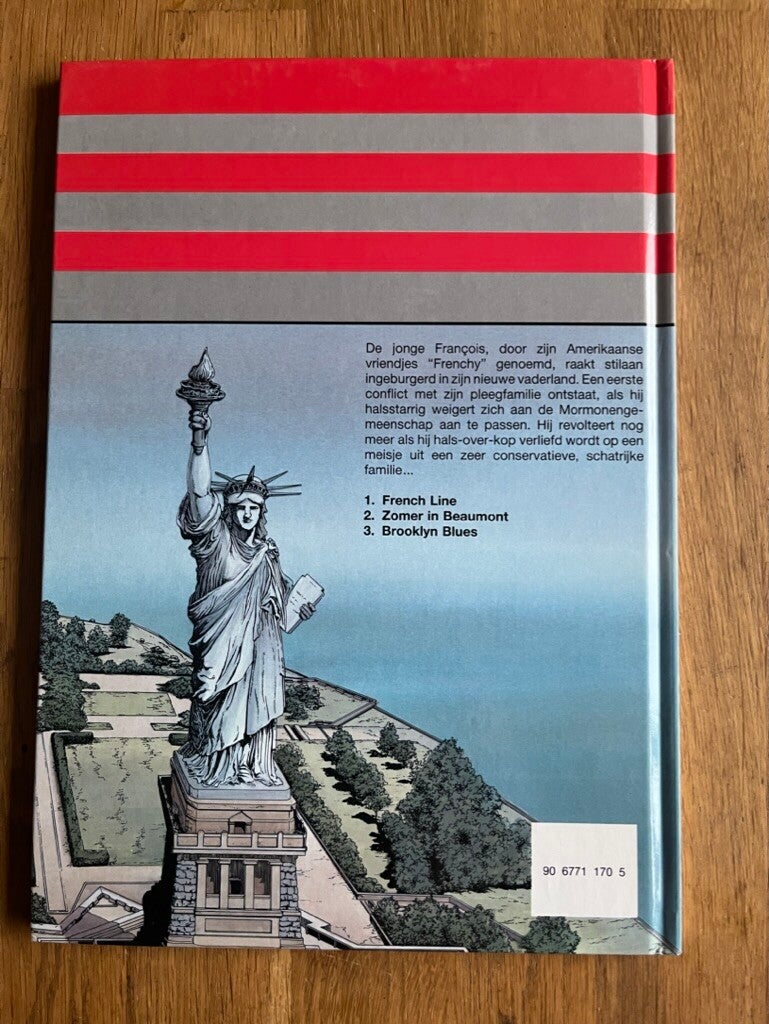 De jonge François, door zijn Amerikaanse
vriendjes "Frenchy" genoemd, raakt stilaan
ingeburgerd in zijn nieuwe vaderland. Een eerste
conflict met zijn pleegfamilie ontstaat, als hij
halsstarrig weigert zich aan de Mormonenge-
meenschap aan te passen. Hij revolteert nog
meer als hij hals-over-kop verliefd wordt op een
meisje uit een zeer conservatieve, schatrijke
familie...
1. French Line
2. Zomer in Beaumont
3. Brooklyn Blues
90 6771 170 5